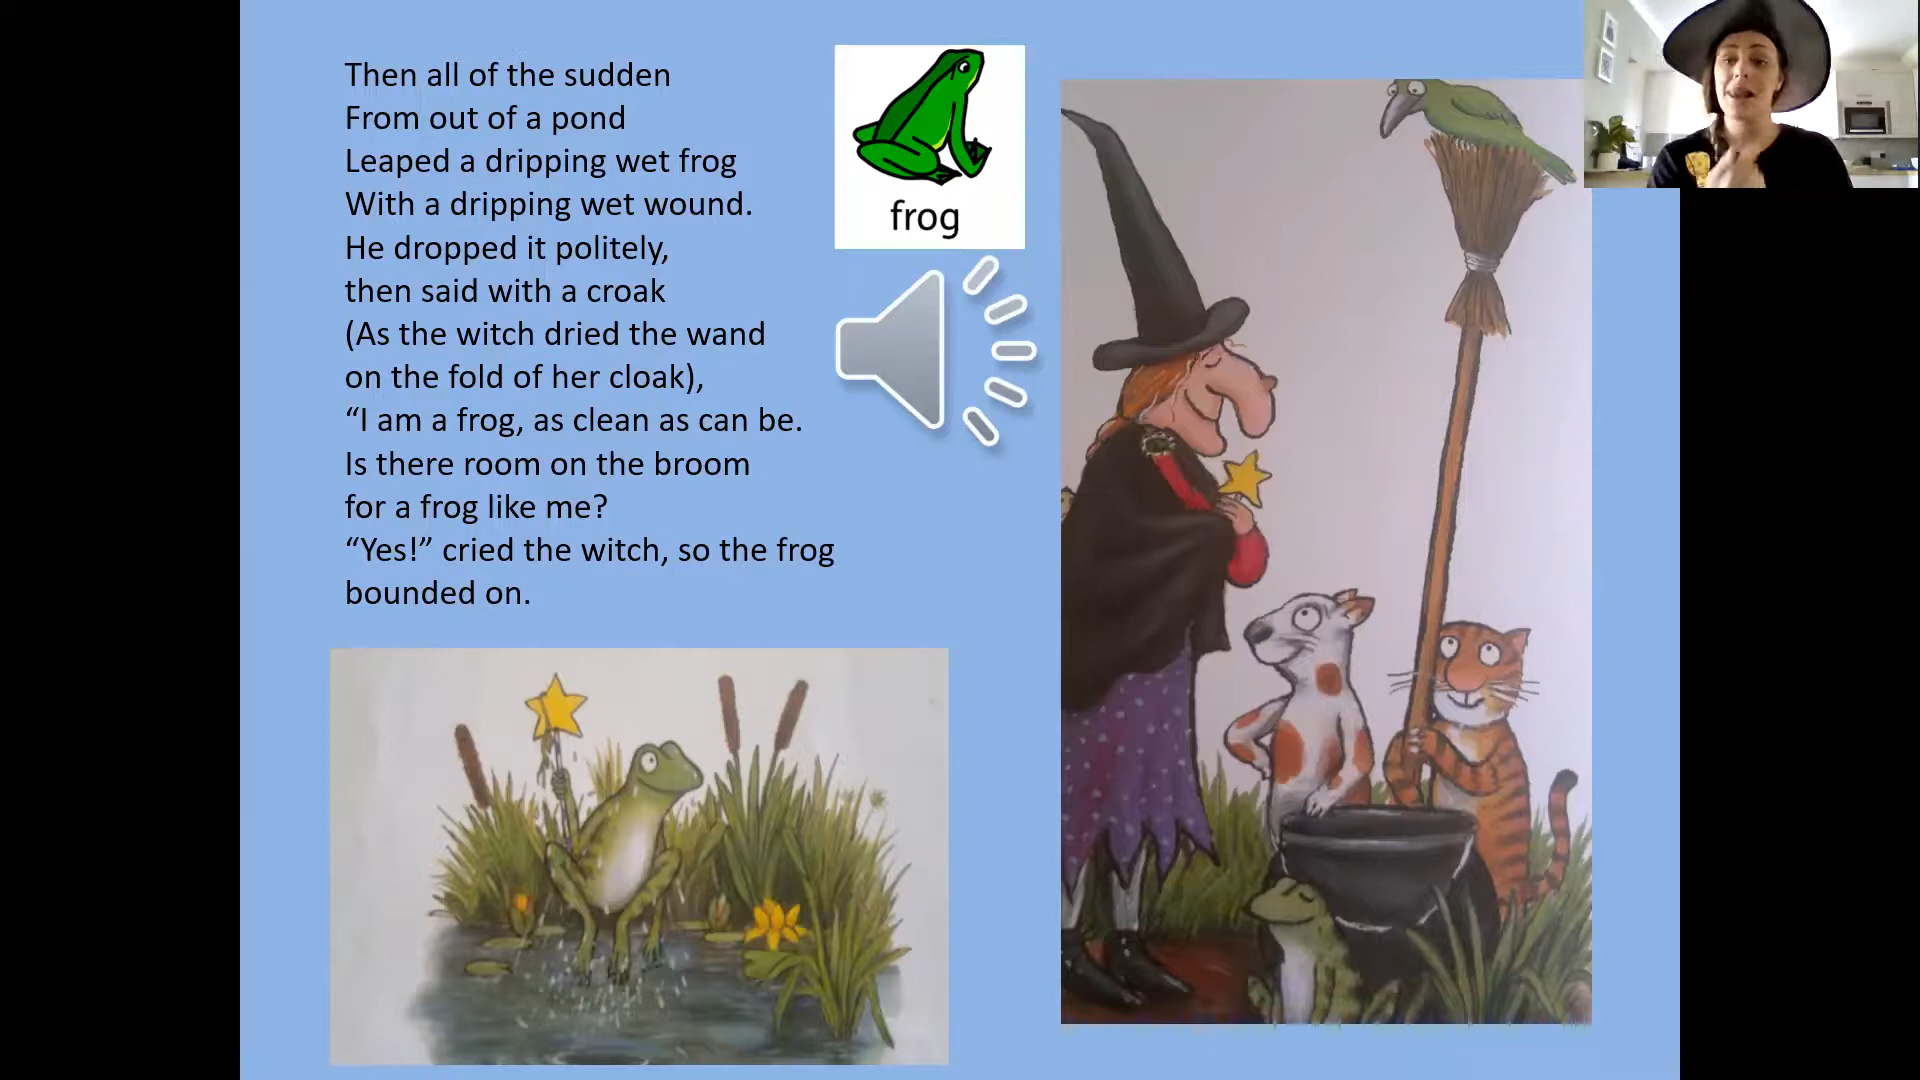 Then all of the sudden
From out of a pond
Leaped a dripping wet frog
With a dripping wet wound.
He dropped it politely,
then said with a croak
(As the witch dried the wand
on the fold of her cloak),
“I am a frog, as clean as can be.
Is there room on the broom
for a frog like me?
“Yes!” cried the witch, so the frog
bounded on.
frog